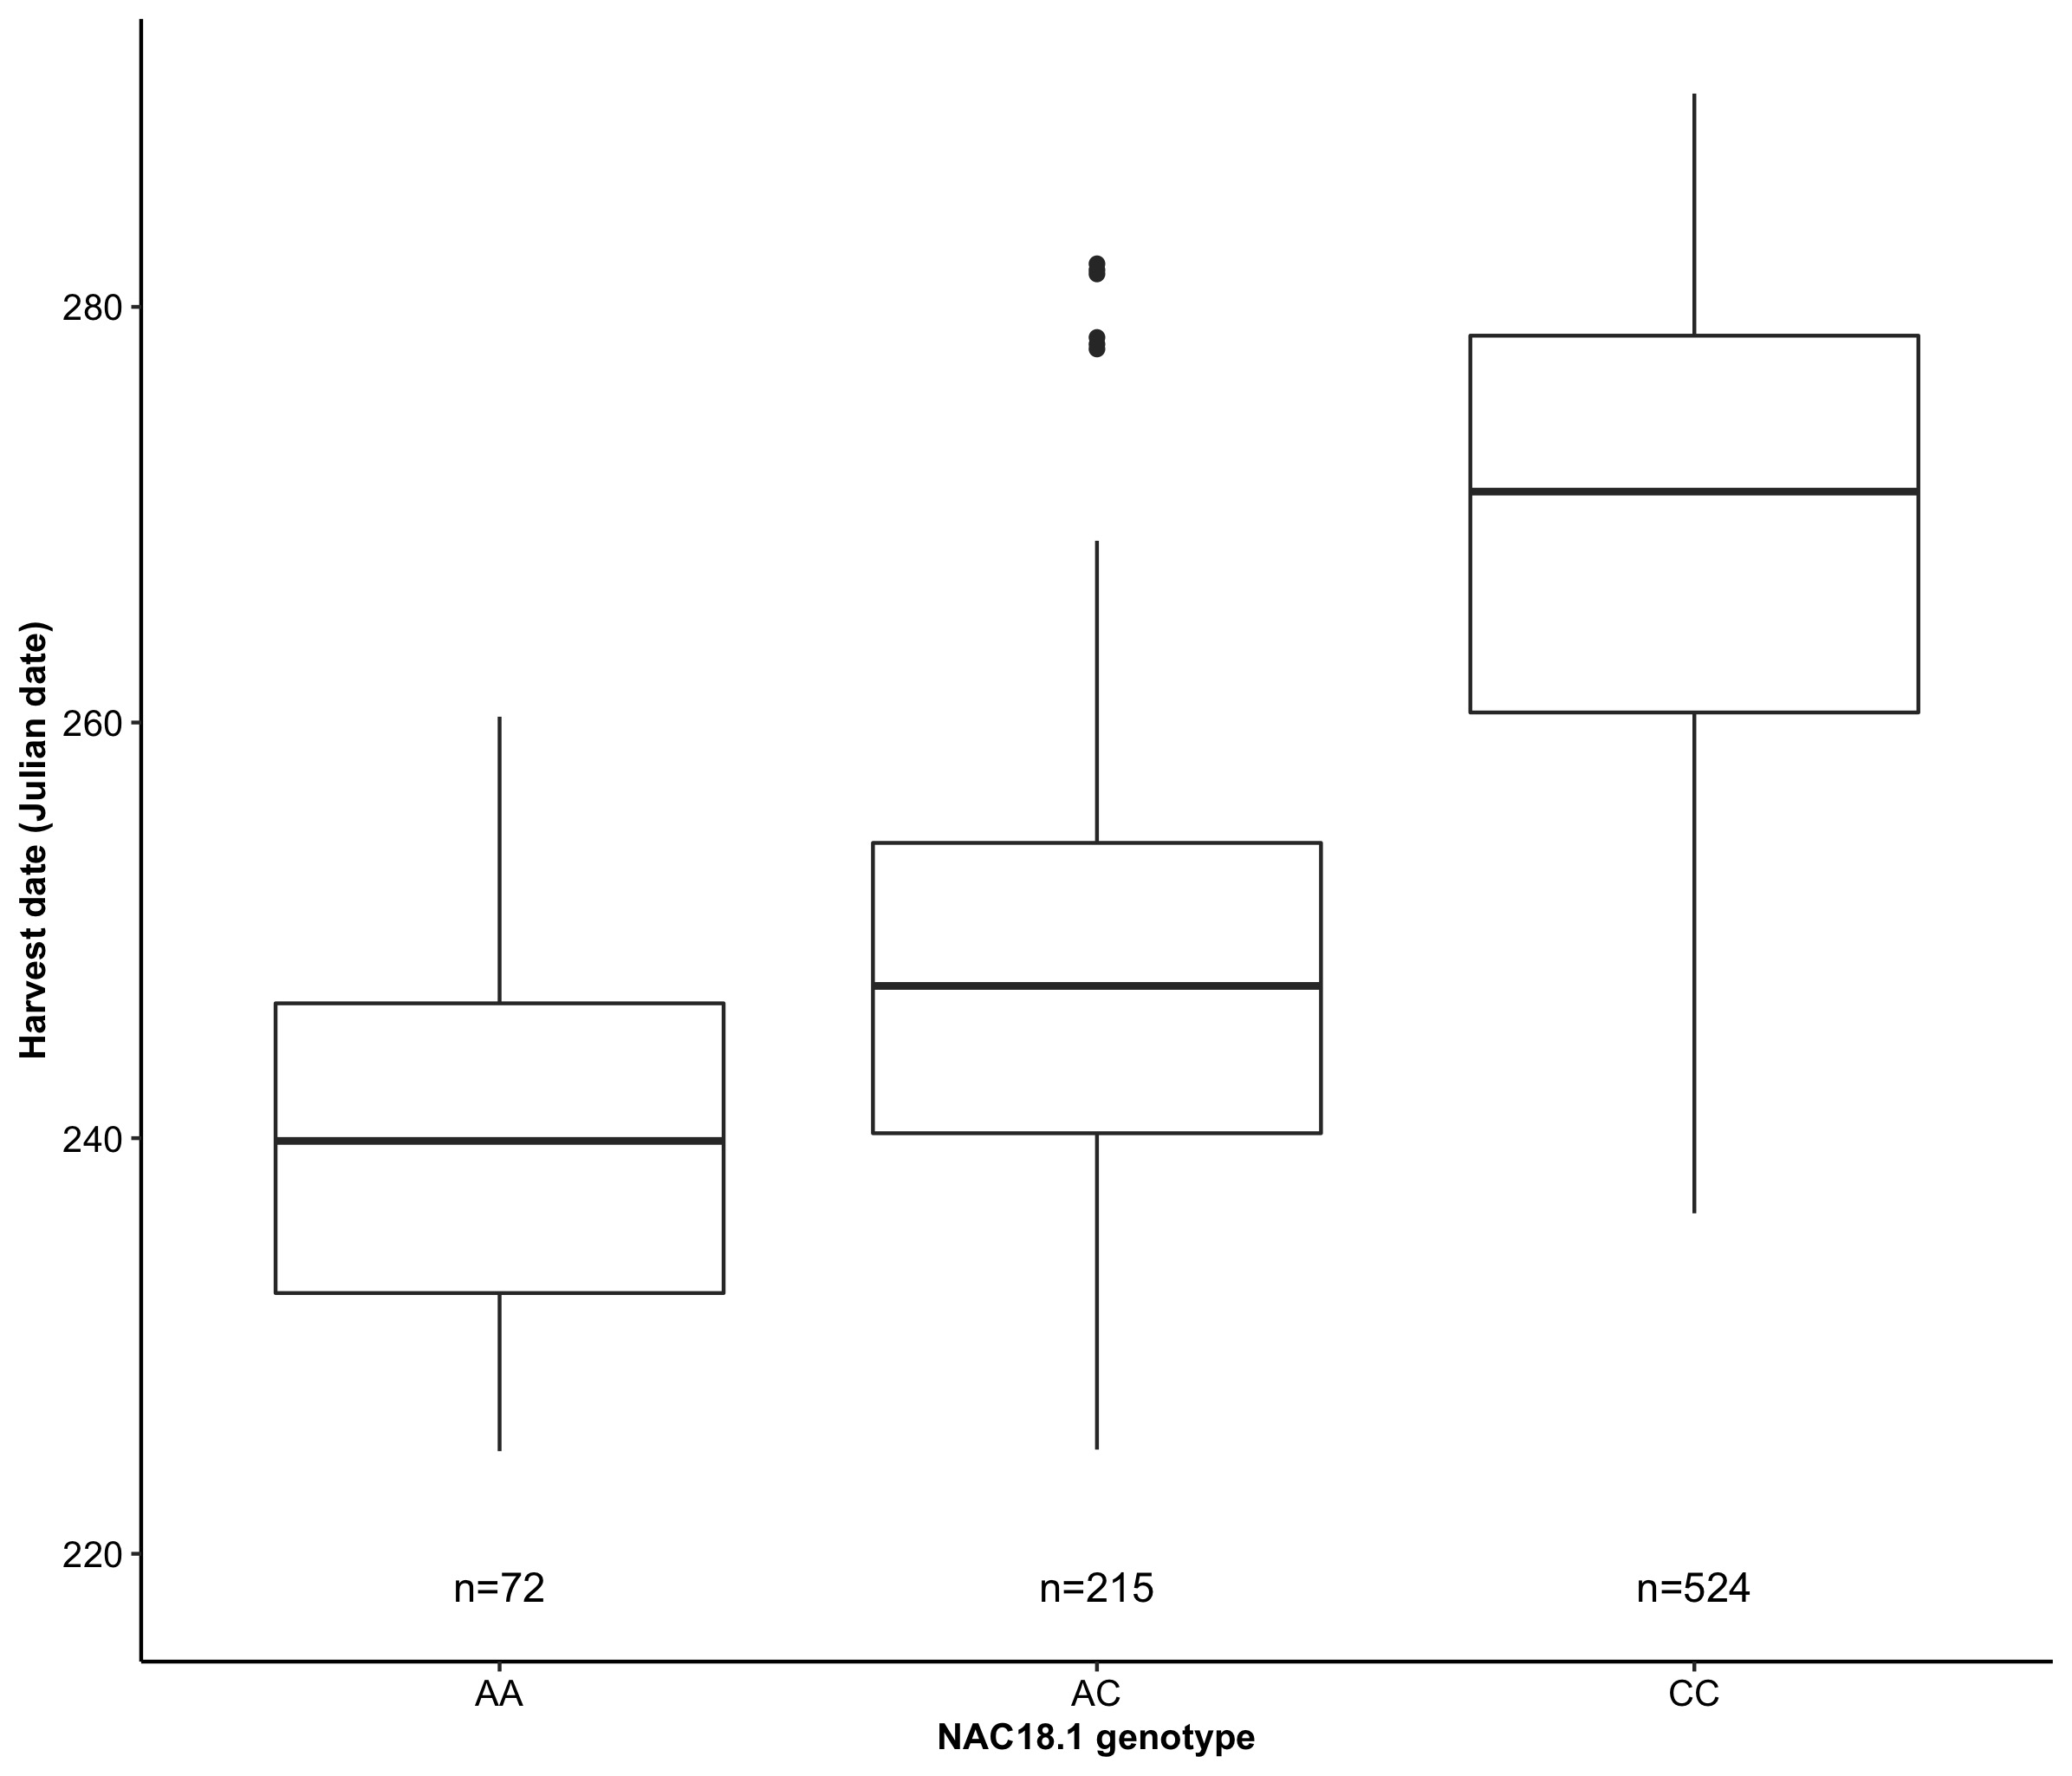 Harvest date (Julian date)
280
260
240
220
n=72 n=215 n=524
AA AC CC
NAC18.1 genotype